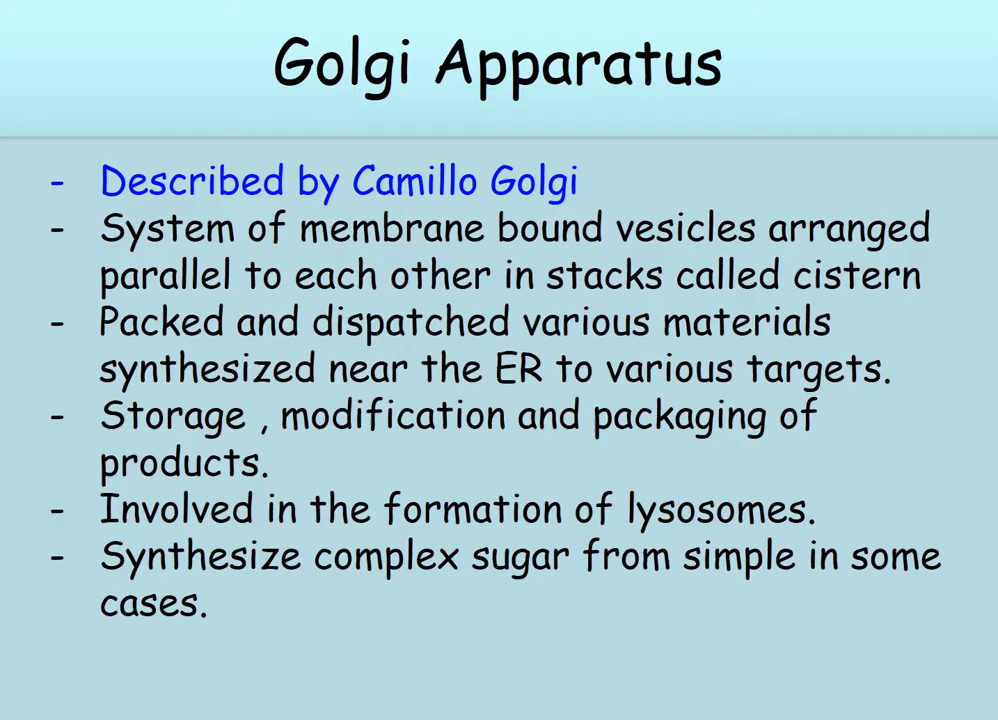 Golgi Apparatus
- Described by Camillo Golgi
- System of membrane bound vesicles arranged
parallel to each other in stacks called cistern
- Packed and dispatched various materials
synthesized near the ER to various targets.
- Storage , modification and packaging of
products.
- Involved in the formation of lysosomes.
- Synthesize complex sugar from simple in some
cases.